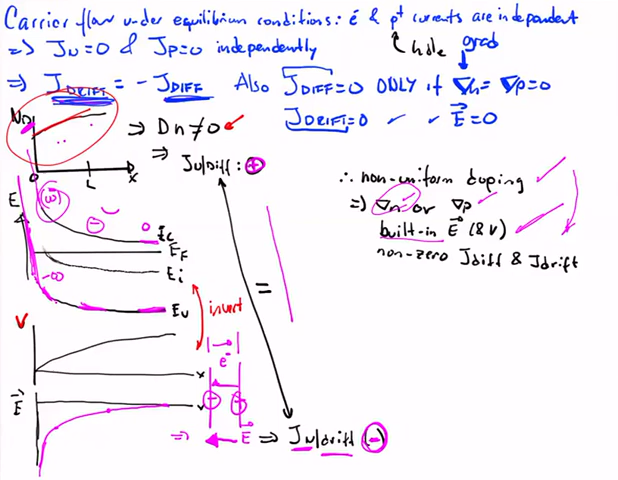 Carrier flow under equilibrium conditions: é & p+ currents are independent
=> JN=0 & JP=0 independently
hole grad
=> JDRIFT = - JDIFF Also JDIFF=0 ONLY if ∇n = ∇p = 0
JDRIFT=0 ✓ ✓ E=0
ND
=> Dn≠0 ✓
=> JN|Diff : +
0 L x
∴ non-uniform doping
=> ∇n or ∇p
built-in E (& V)
non-zero Jdiff & Jdrift
E
Ec
EF
Ei
Ev
invert
=
V
x
e-
E
E => JN|drift (-)